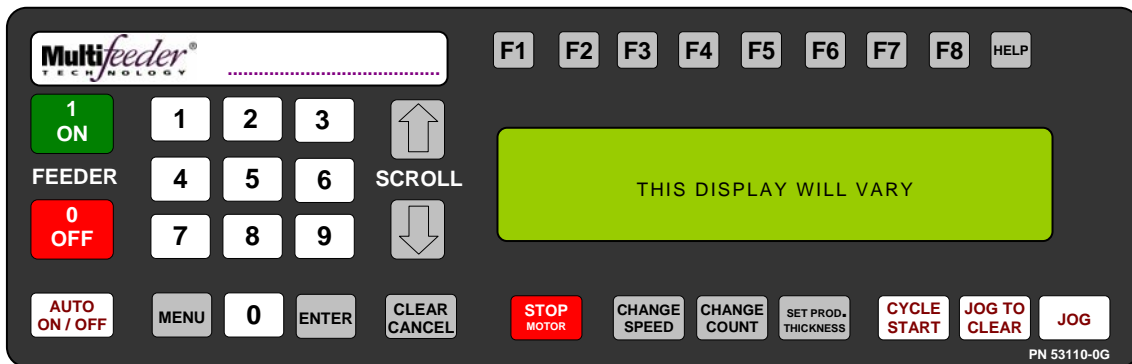 Multifeeder®
TECHNOLOGY
F1 F2 F3 F4 F5 F6 F7 F8 HELP
1
ON
FEEDER
0
OFF
1 2 3
4 5 6
7 8 9
SCROLL
THIS DISPLAY WILL VARY
AUTO
ON / OFF
MENU
0
ENTER
CLEAR
CANCEL
STOP
MOTOR
CHANGE
SPEED
CHANGE
COUNT
SET PROD.
THICKNESS
CYCLE
START
JOG TO
CLEAR
JOG
PN 53110-0G